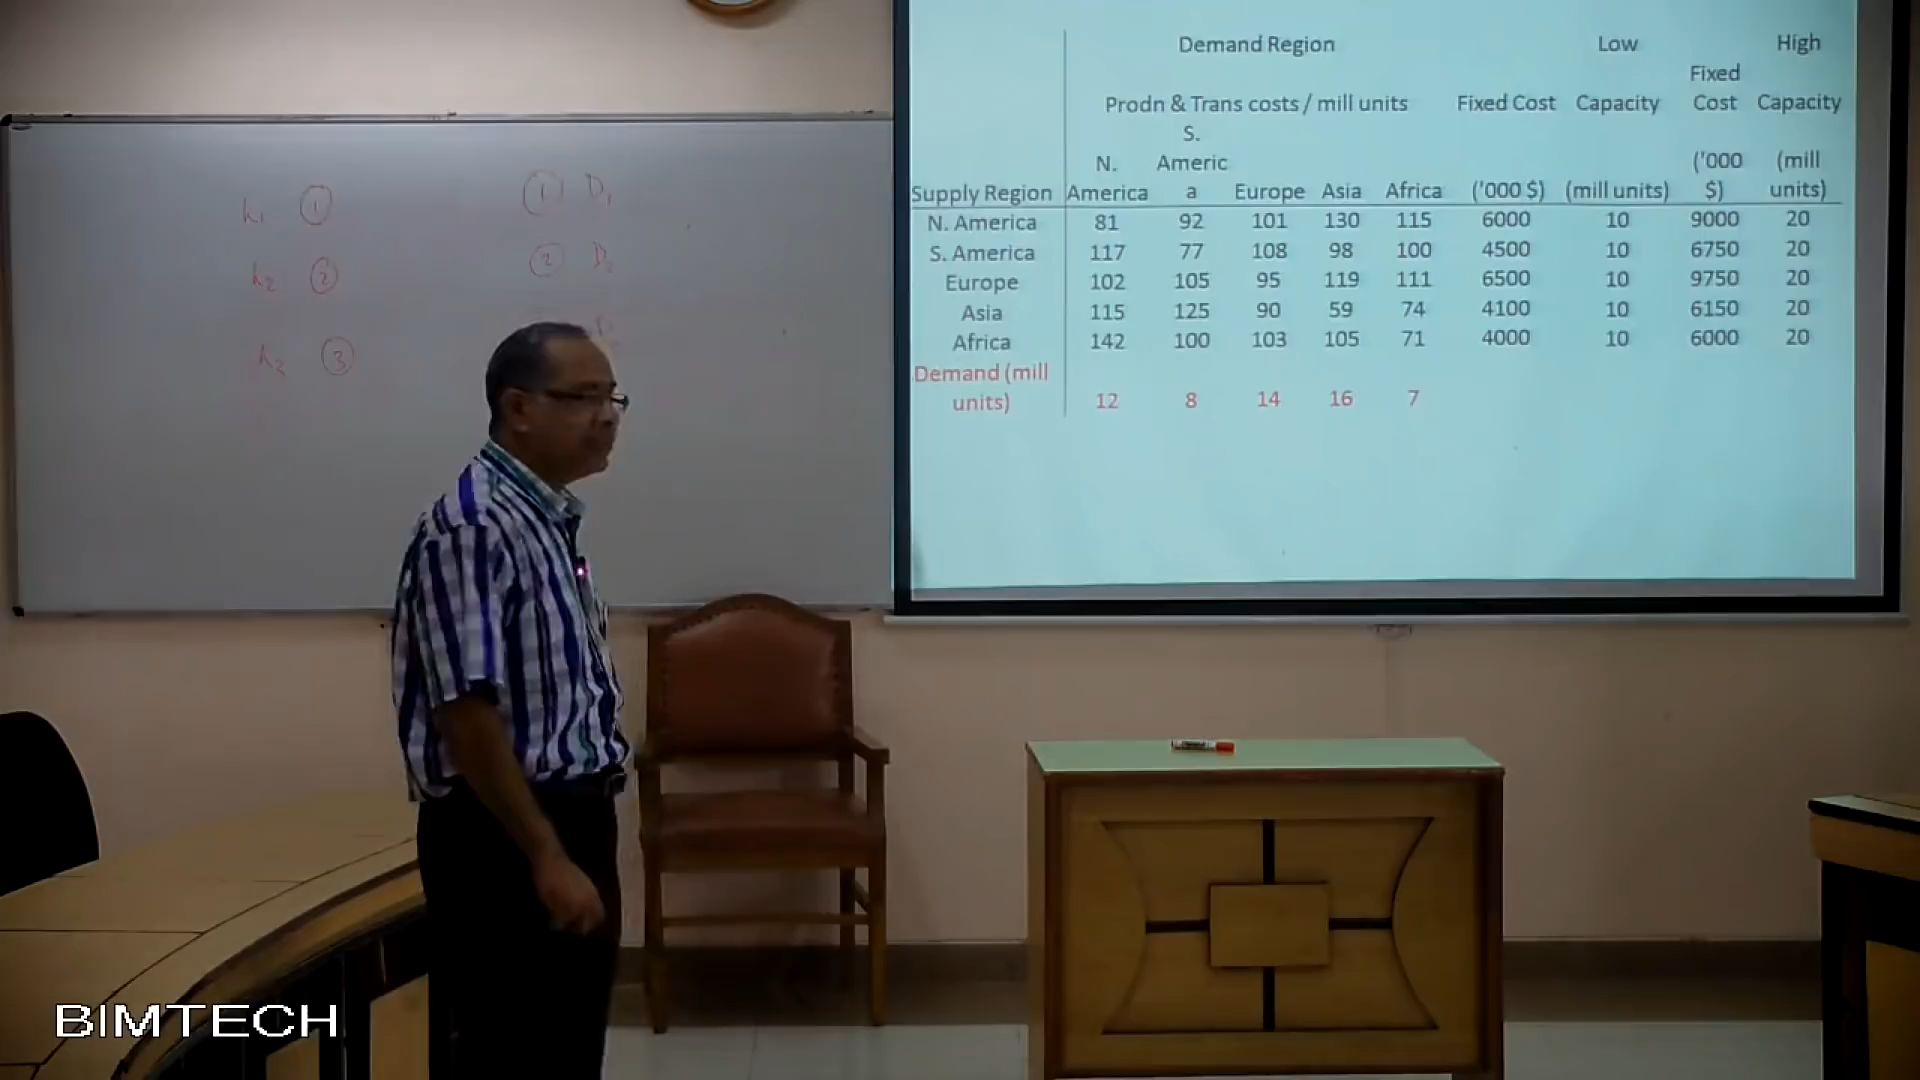 h1 1 1 D1
h2 2 2 D2
h3 3
Demand Region Low High
Fixed
Prodn & Trans costs / mill units Fixed Cost Capacity Cost Capacity
S.
N. Americ ('000 (mill
Supply Region America a Europe Asia Africa ('000 $) (mill units) $) units)
N. America 81 92 101 130 115 6000 10 9000 20
S. America 117 77 108 98 100 4500 10 6750 20
Europe 102 105 95 119 111 6500 10 9750 20
Asia 115 125 90 59 74 4100 10 6150 20
Africa 142 100 103 105 71 4000 10 6000 20
Demand (mill
units) 12 8 14 16 7
BIMTECH